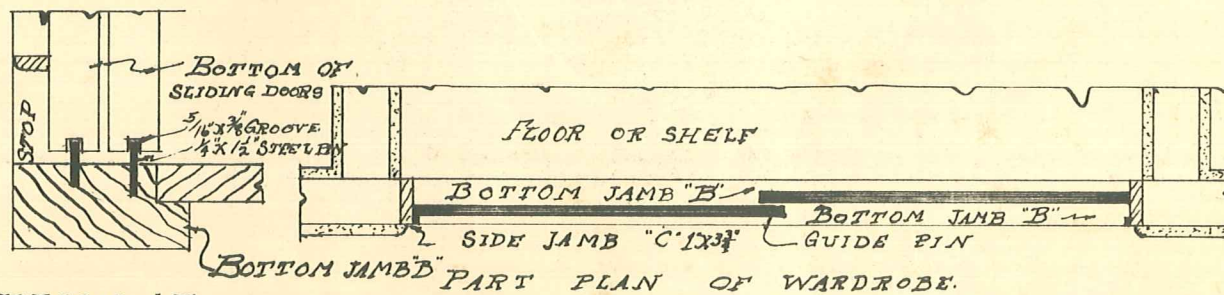 BOTTOM OF
SLIDING DOORS
STOP
5/16"X3/8" GROOVE
1/4"X1 1/2" STEEL PIN
FLOOR OR SHELF
BOTTOM JAMB "B"
BOTTOM JAMB "B"
SIDE JAMB "C" 1"X3 3/4"
GUIDE PIN
BOTTOM JAMB "B"
PART PLAN OF WARDROBE.